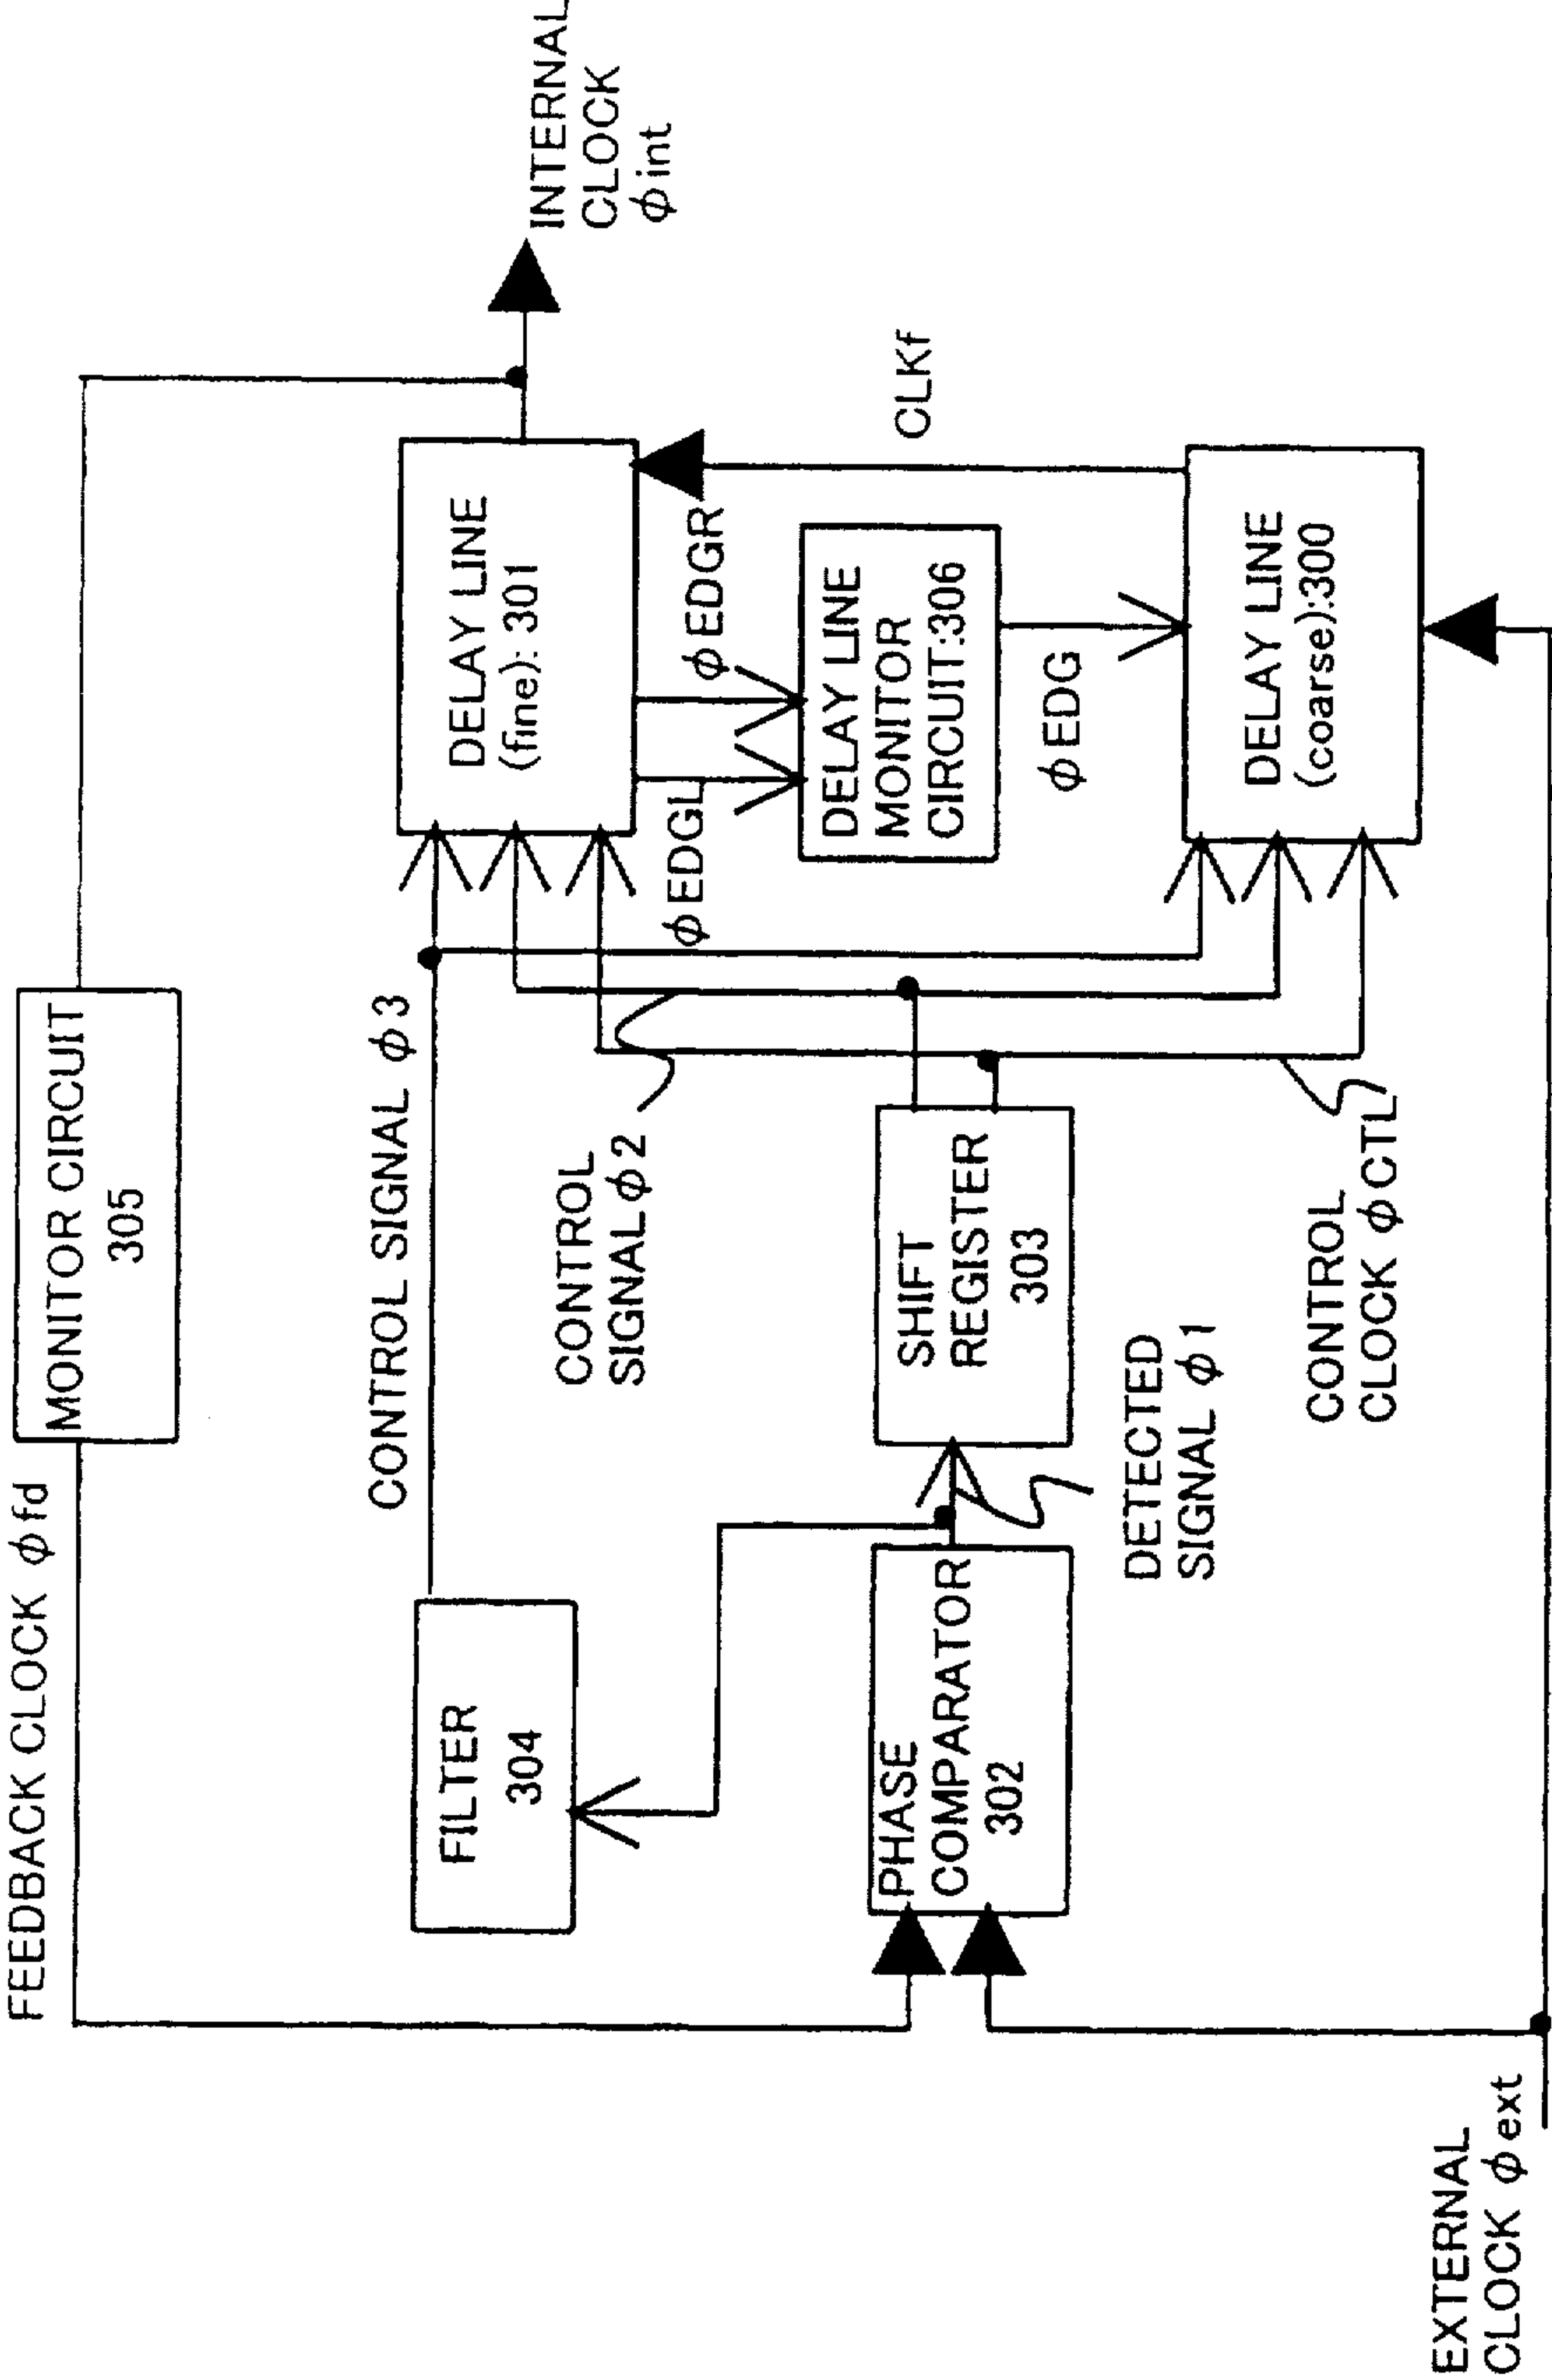 FEEDBACK CLOCK ϕfd
MONITOR CIRCUIT
305
INTERNAL
CLOCK
ϕint
FILTER
304
CONTROL SIGNAL ϕ3
DELAY LINE
(fine): 301
CONTROL
SIGNAL ϕ2
ϕEDGL
ϕEDGR
CLKf
PHASE
COMPARATOR
302
SHIFT
REGISTER
303
DELAY LINE
MONITOR
CIRCUIT:306
ϕEDG
DETECTED
SIGNAL ϕ1
CONTROL
CLOCK ϕCTL
DELAY LINE
(coarse):300
EXTERNAL
CLOCK ϕext